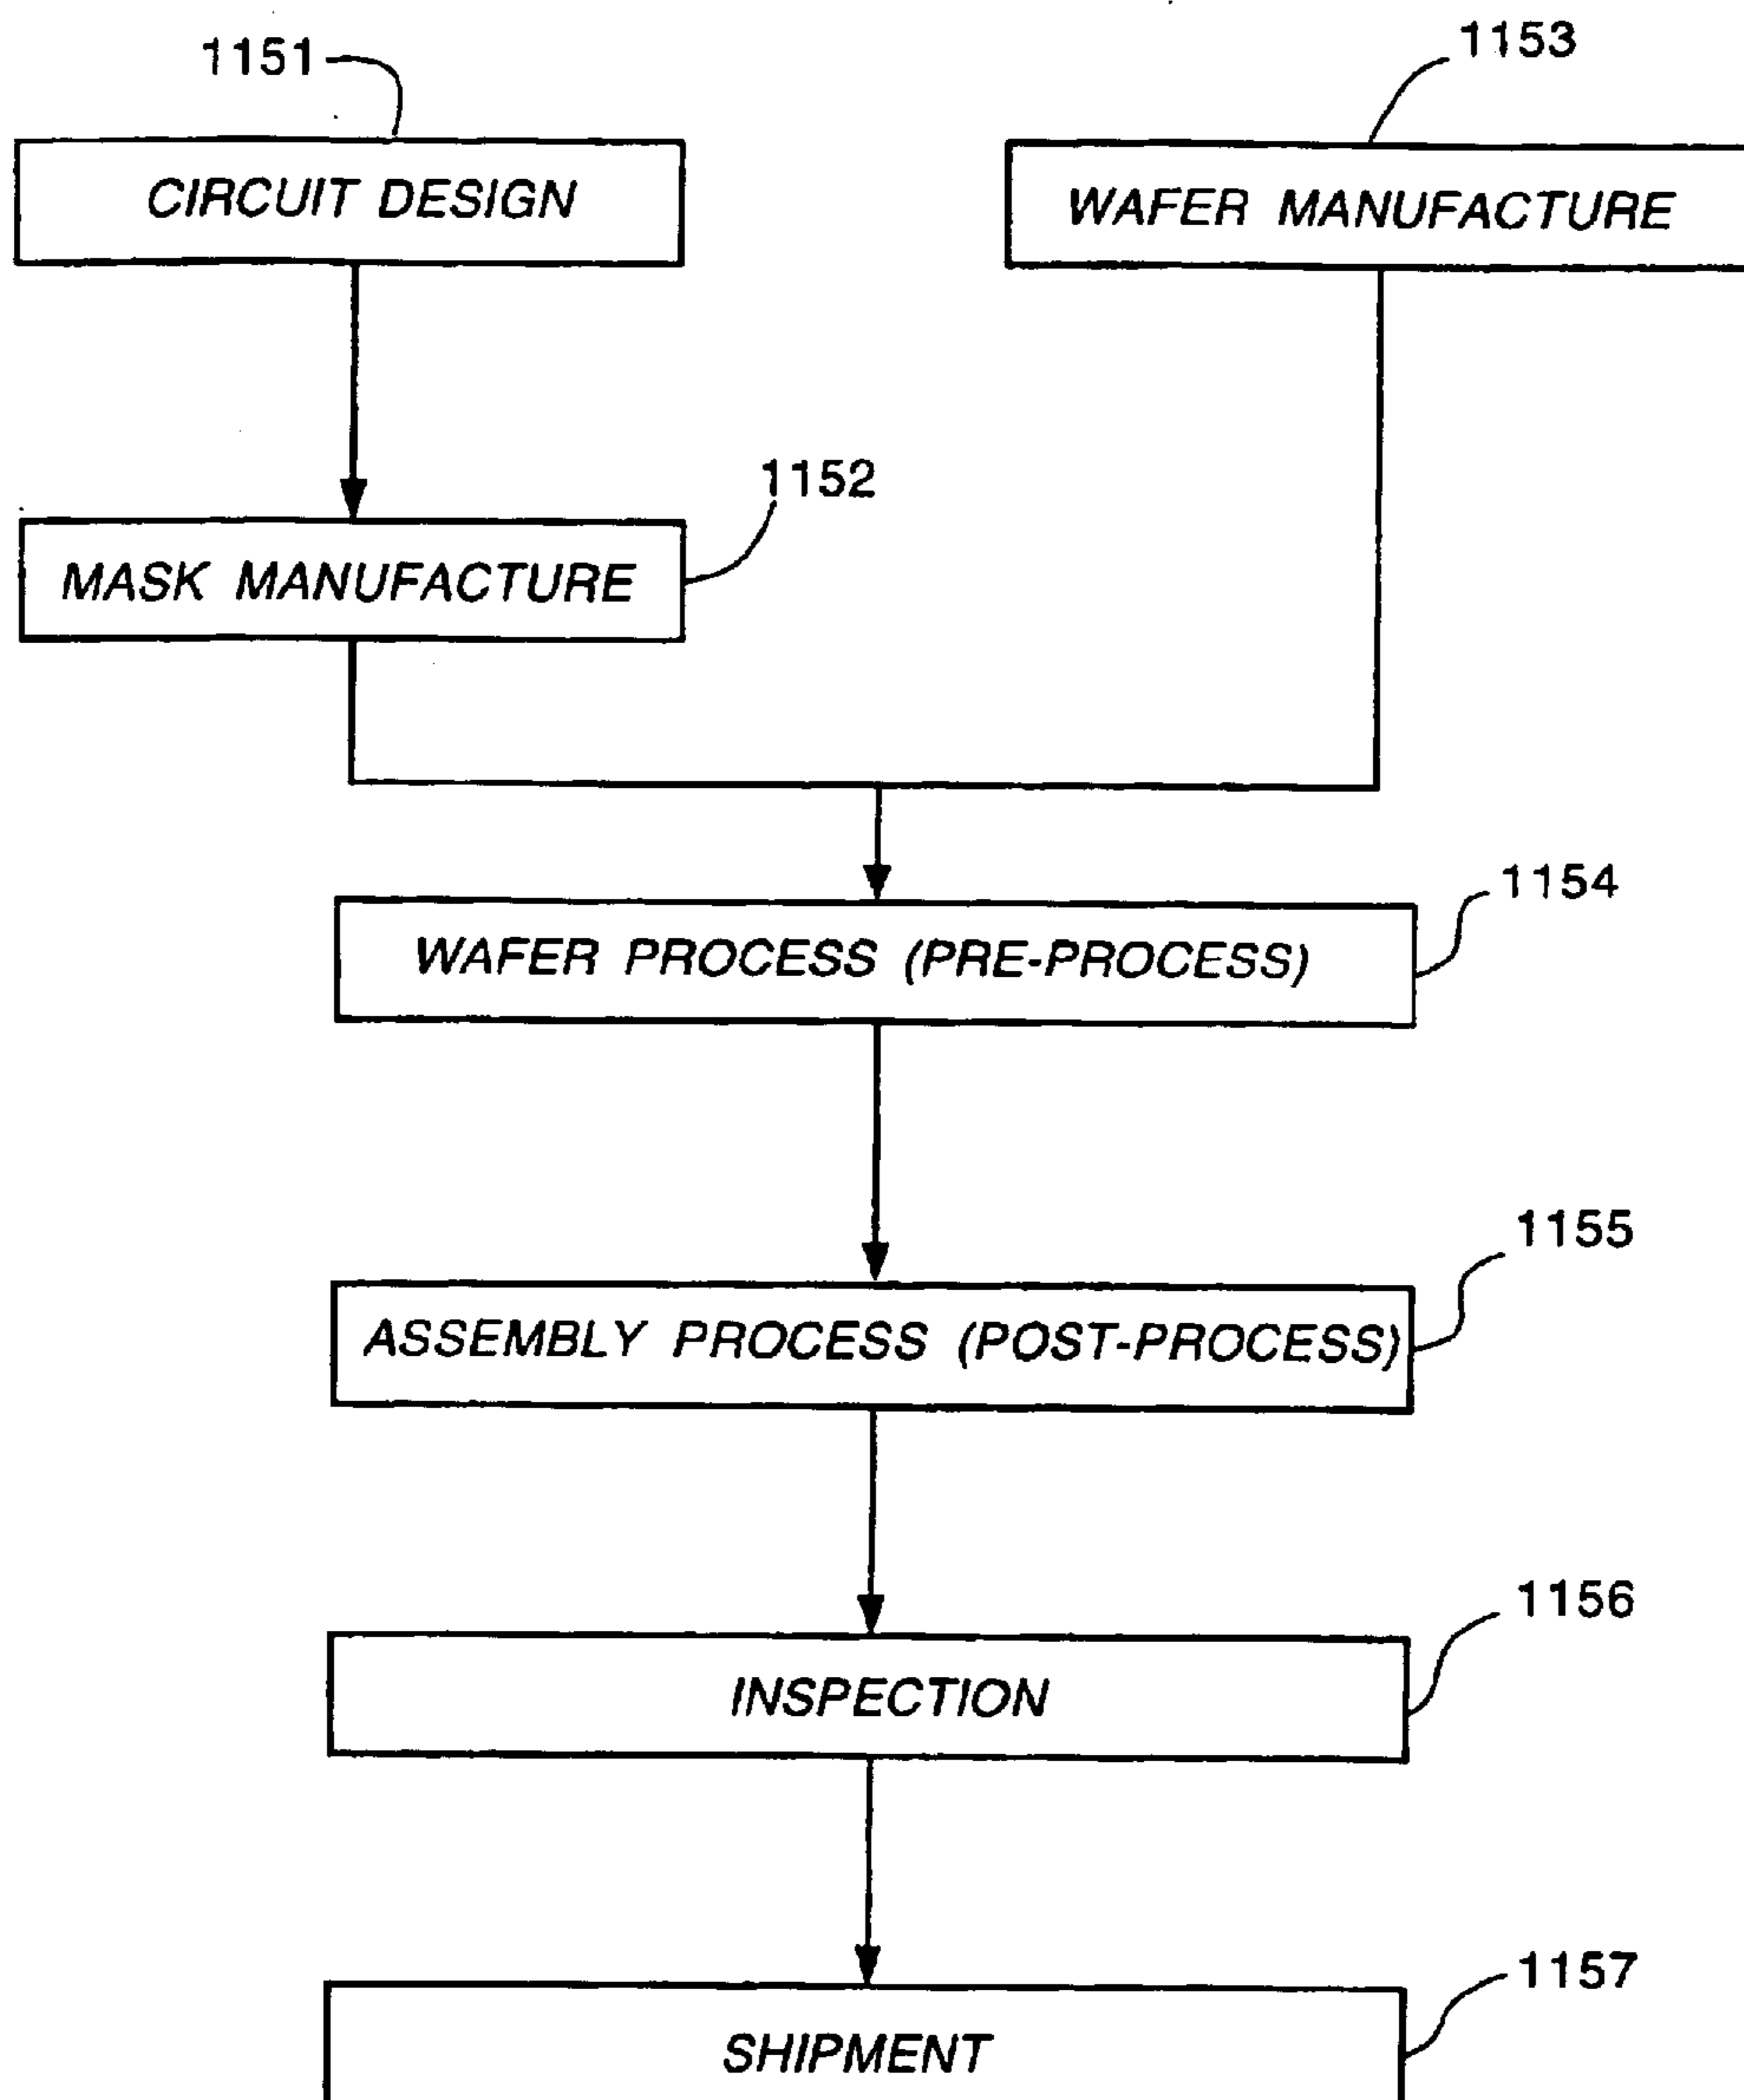 1151
1153
CIRCUIT DESIGN
WAFER MANUFACTURE
1152
MASK MANUFACTURE
1154
WAFER PROCESS (PRE-PROCESS)
1155
ASSEMBLY PROCESS (POST-PROCESS)
1156
INSPECTION
1157
SHIPMENT